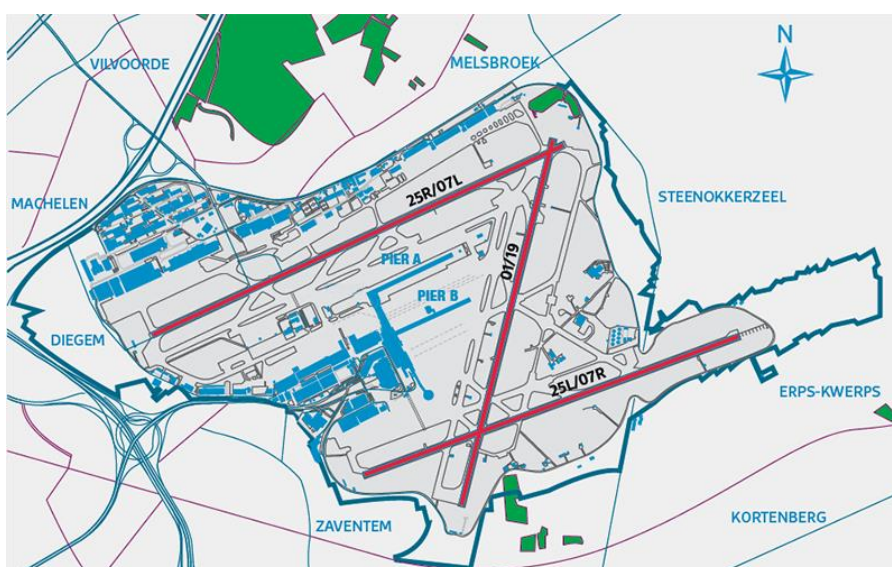 N
VILVOORDE
MELSBROEK
MACHELEN
STEENOKKERZEEL
25R/07L
PIER A
01/19
PIER B
DIEGEM
25L/07R
ERPS-KWERPS
ZAVENTEM
KORTENBERG